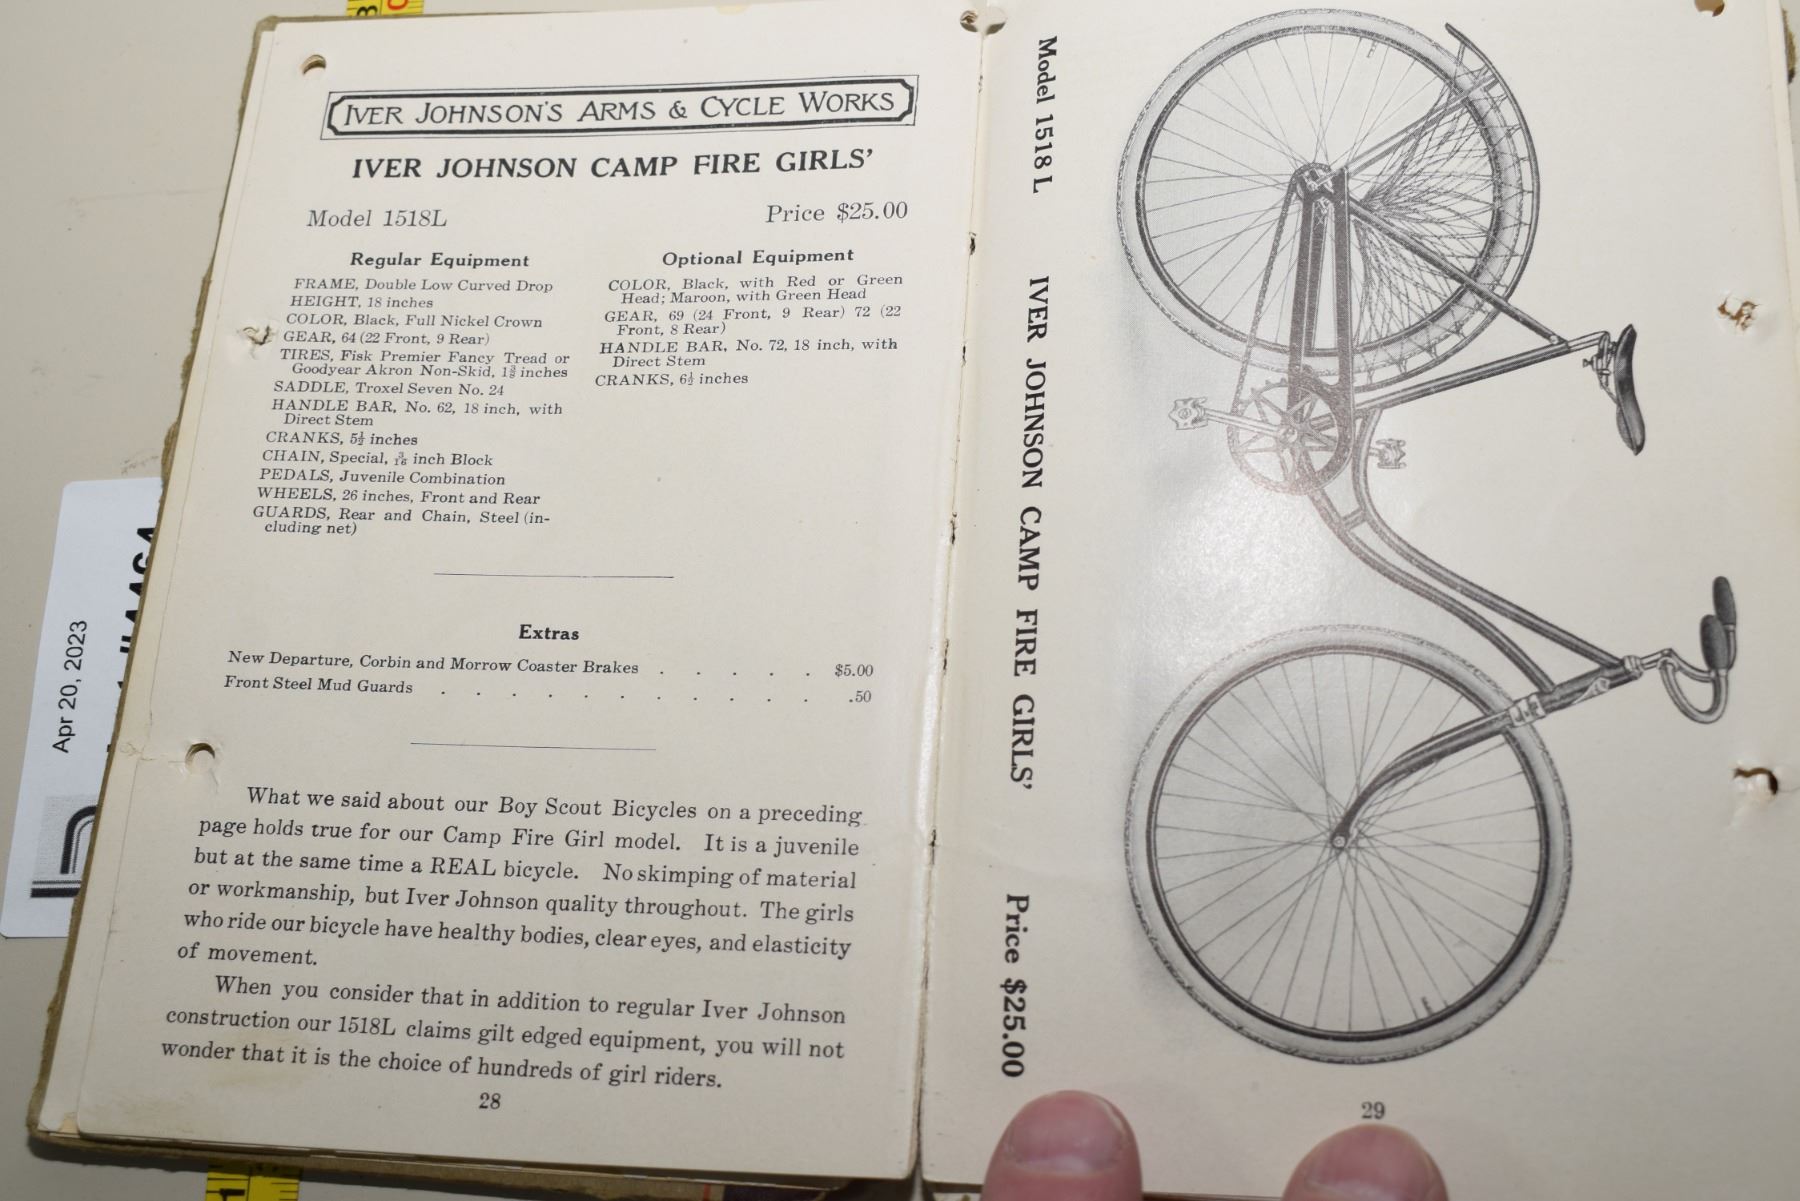 IVER JOHNSON'S ARMS & CYCLE WORKS
IVER JOHNSON CAMP FIRE GIRLS'
Model 1518L
Price $25.00
Regular Equipment
FRAME, Double Low Curved Drop
HEIGHT, 18 inches
COLOR, Black, Full Nickel Crown
GEAR, 64 (22 Front, 9 Rear)
TIRES, Fisk Premier Fancy Tread or
Goodyear Akron Non-Skid, 1⅜ inches
SADDLE, Troxel Seven No. 24
HANDLE BAR, No. 62, 18 inch, with
Direct Stem
CRANKS, 5½ inches
CHAIN, Special, 3/16 inch Block
PEDALS, Juvenile Combination
WHEELS, 26 inches, Front and Rear
GUARDS, Rear and Chain, Steel (in-
cluding net)
Optional Equipment
COLOR, Black, with Red or Green
Head; Maroon, with Green Head
GEAR, 69 (24 Front, 9 Rear) 72 (22
Front, 8 Rear)
HANDLE BAR, No. 72, 18 inch, with
Direct Stem
CRANKS, 6½ inches
Extras
New Departure, Corbin and Morrow Coaster Brakes . . . . . $5.00
Front Steel Mud Guards . . . . . . . . . . . .50
What we said about our Boy Scout Bicycles on a preceding
page holds true for our Camp Fire Girl model. It is a juvenile
but at the same time a REAL bicycle. No skimping of material
or workmanship, but Iver Johnson quality throughout. The girls
who ride our bicycle have healthy bodies, clear eyes, and elasticity
of movement.
When you consider that in addition to regular Iver Johnson
construction our 1518L claims gilt edged equipment, you will not
wonder that it is the choice of hundreds of girl riders.
28
Model 1518 L IVER JOHNSON CAMP FIRE GIRLS' Price $25.00
29
Apr 20, 2023